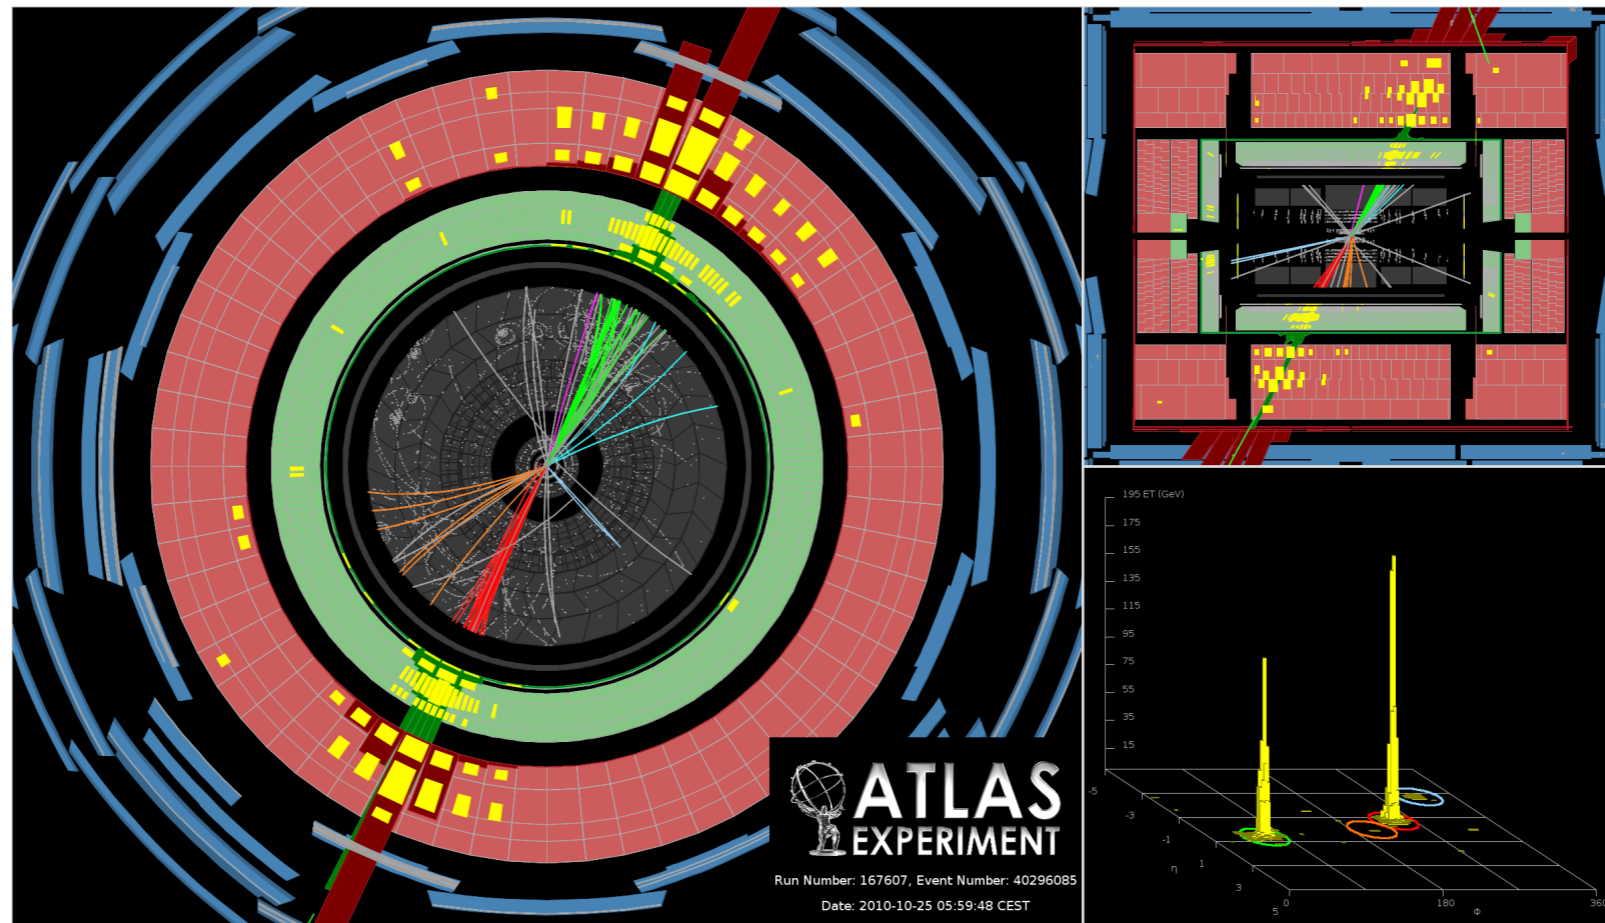 ATLAS
EXPERIMENT
Run Number: 167607, Event Number: 40296085
Date: 2010-10-25 05:59:48 CEST
195 ET (GeV)
175
155
135
115
95
75
55
35
15
-5
-3
-1
η
1
3
5
0
180
Φ
360